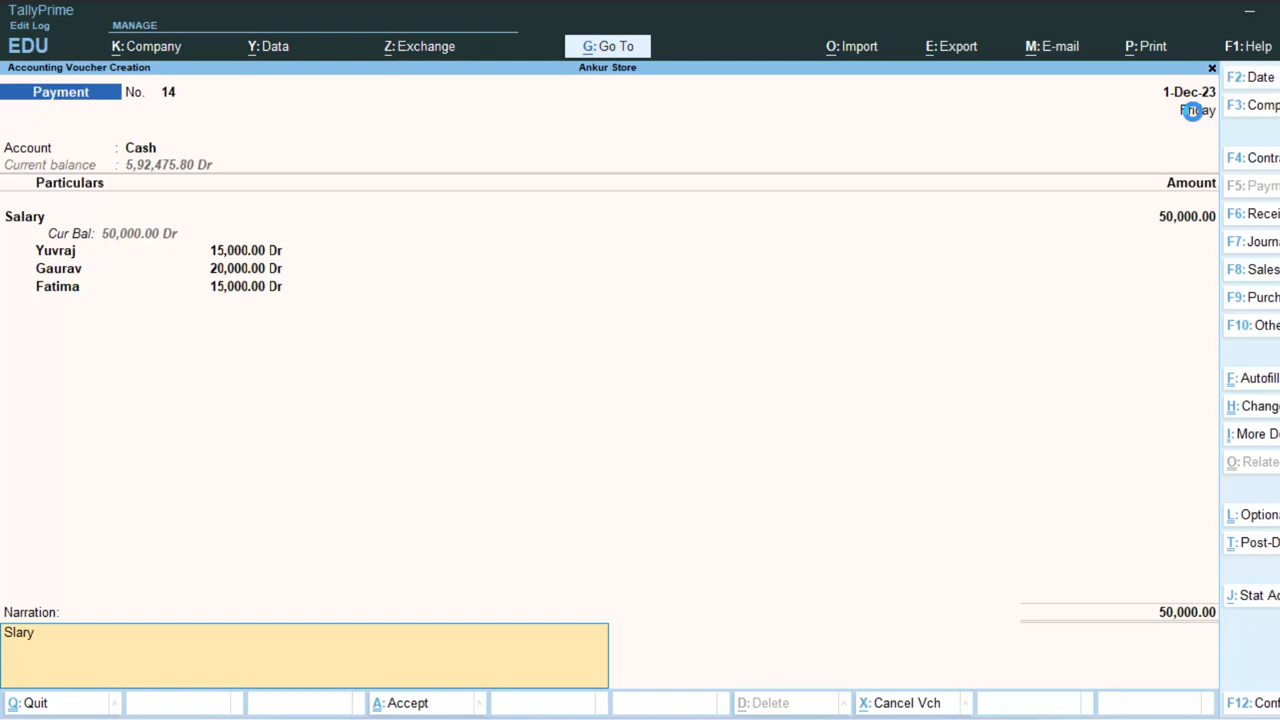 TallyPrime
Edit Log
MANAGE
EDU
K: Company Y: Data Z: Exchange G: Go To O: Import E: Export M: E-mail P: Print F1: Help
Accounting Voucher Creation Ankur Store
Payment No. 14 1-Dec-23
F2: Date
F3: Comp
Account : Cash
Current balance : 5,92,475.80 Dr
F4: Contr
Particulars Amount
F5: Paym
Salary 50,000.00
F6: Recei
Cur Bal: 50,000.00 Dr
F7: Journ
Yuvraj 15,000.00 Dr
Gaurav 20,000.00 Dr
F8: Sales
Fatima 15,000.00 Dr
F9: Purch
F10: Othe
F: Autofill
H: Chang
I: More D
O: Relate
L: Option
T: Post-D
J: Stat Ac
Narration: 50,000.00
Slary
Q: Quit A: Accept D: Delete X: Cancel Vch F12: Conf